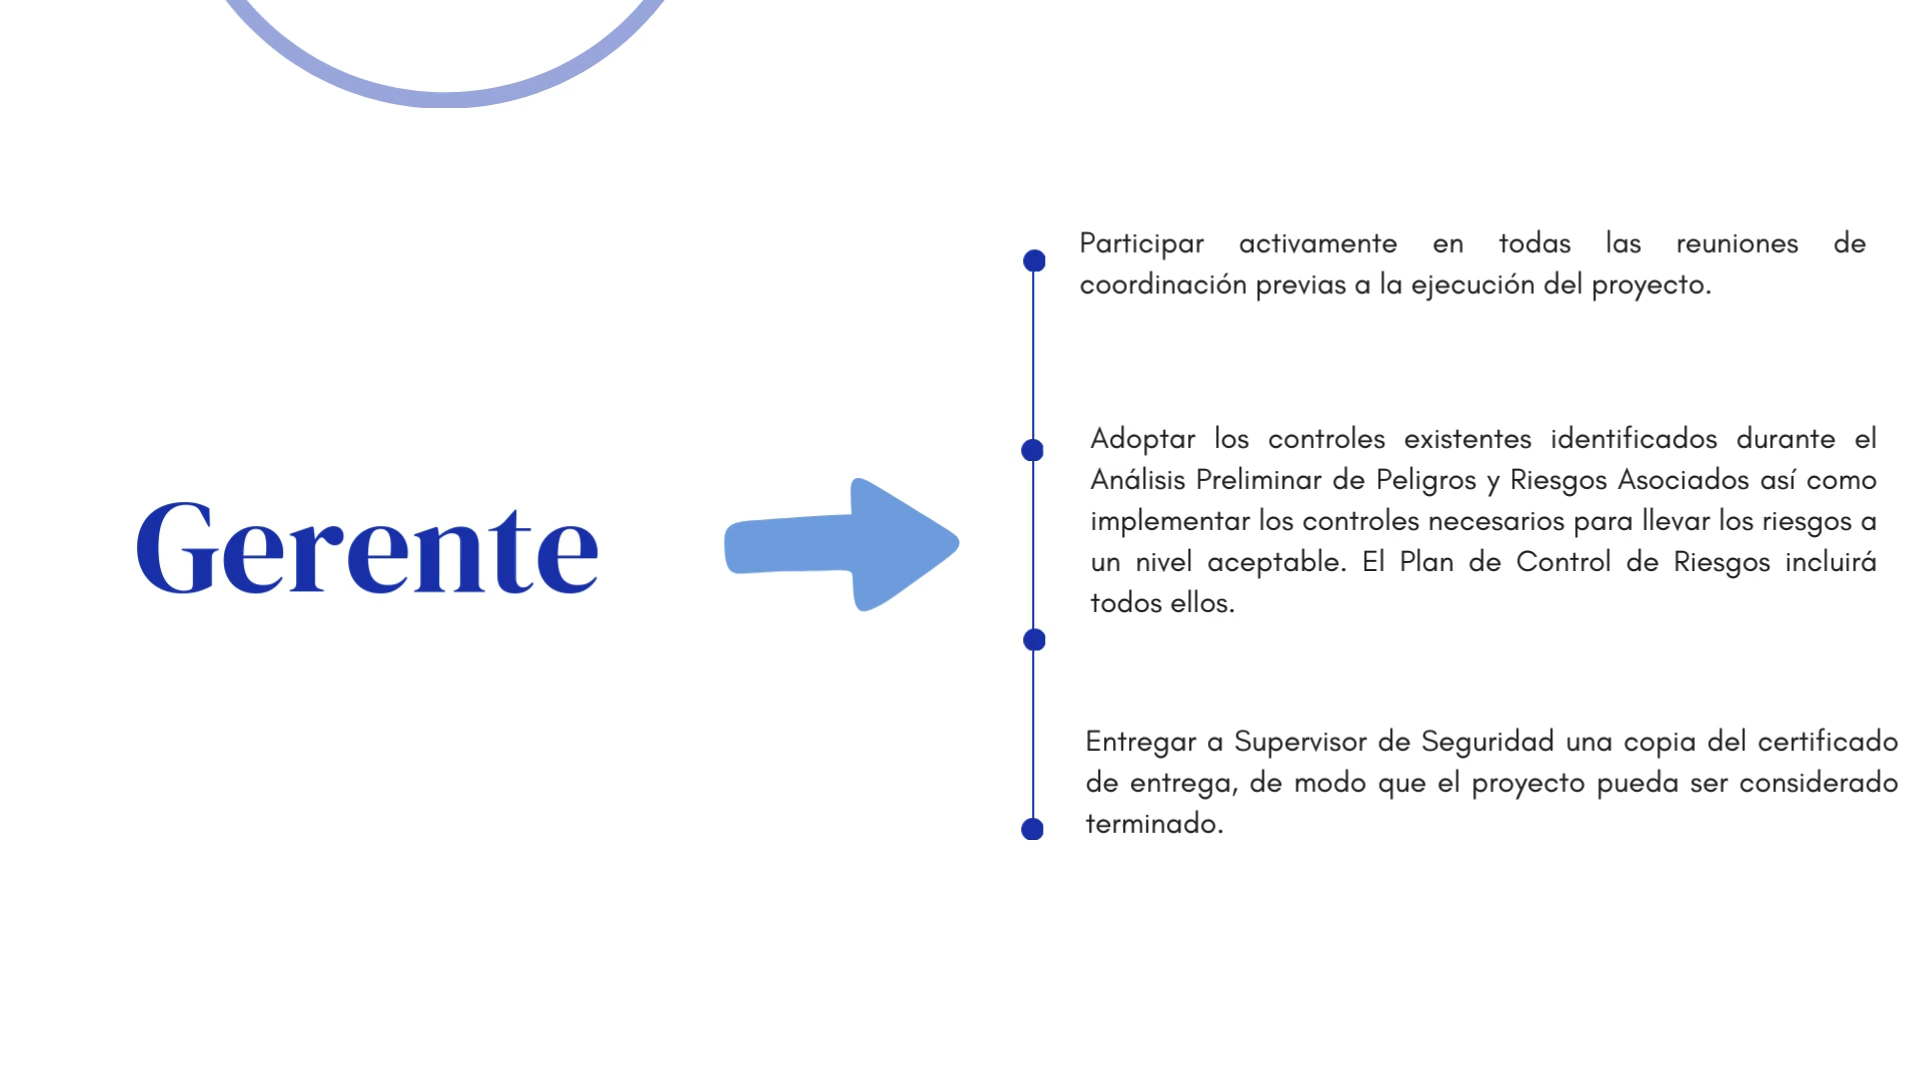 Gerente
Participar activamente en todas las reuniones de
coordinación previas a la ejecución del proyecto.
Adoptar los controles existentes identificados durante el
Análisis Preliminar de Peligros y Riesgos Asociados así como
implementar los controles necesarios para llevar los riesgos a
un nivel aceptable. El Plan de Control de Riesgos incluirá
todos ellos.
Entregar a Supervisor de Seguridad una copia del certificado
de entrega, de modo que el proyecto pueda ser considerado
terminado.